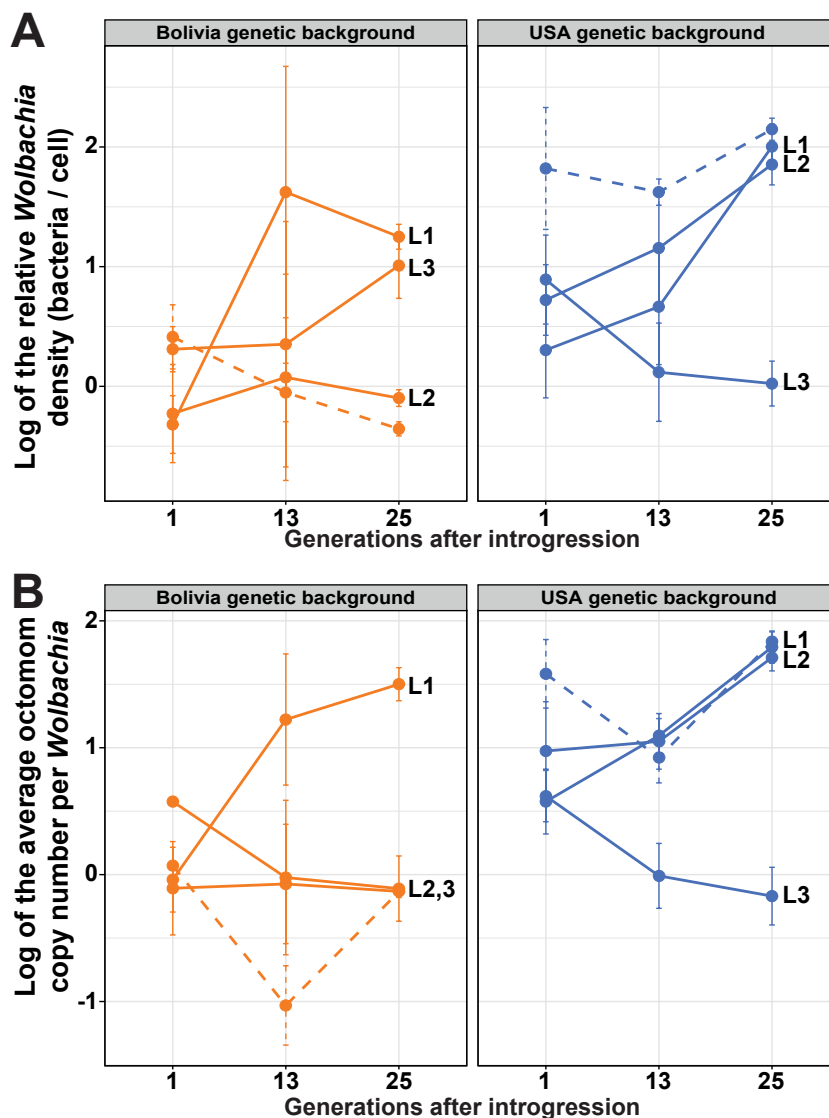 A
Bolivia genetic background
USA genetic background
Log of the relative Wolbachia
density (bacteria / cell)
2
1
0
L1
L3
L2
L1
L2
L3
1 13 25 1 13 25
Generations after introgression
B
Bolivia genetic background
USA genetic background
Log of the average octomom
copy number per Wolbachia
2
1
0
-1
L1
L2,3
L1
L2
L3
1 13 25 1 13 25
Generations after introgression